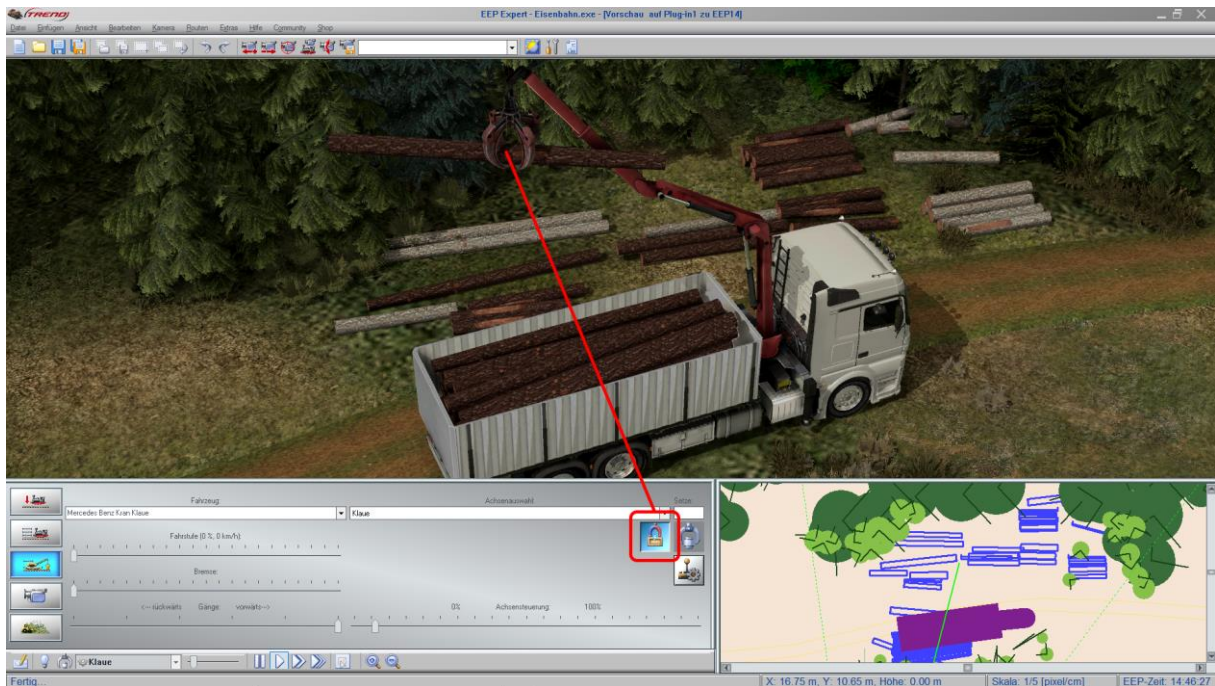 TREND
EEP Expert - Eisenbahn.exe - [Vorschau auf Plug-in1 zu EEP14]
Datei Einfügen Ansicht Bearbeiten Kamera Routen Extras Hilfe Community Shop
Fahrzeug: Achsenauswahl: Setze:
Mercedes Benz Kran Klaue Klaue
Fahrstufe (0 %, 0 km/h):
Bremse:
<-- rückwärts Gänge: vorwärts--> 0% Achsensteuerung: 100%
Klaue
Fertig... X: 16.75 m, Y: 10.65 m, Höhe: 0.00 m Skala: 1/5 [pixel/cm] EEP-Zeit: 14:46:27